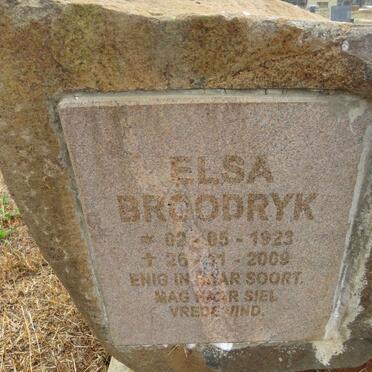 ELSA
BROODRYK
* 02 - 05 - 1923
† 26 - 11 - 2009
ENIG IN HAAR SOORT.
MAG HAAR SIEL
VREDE VIND.